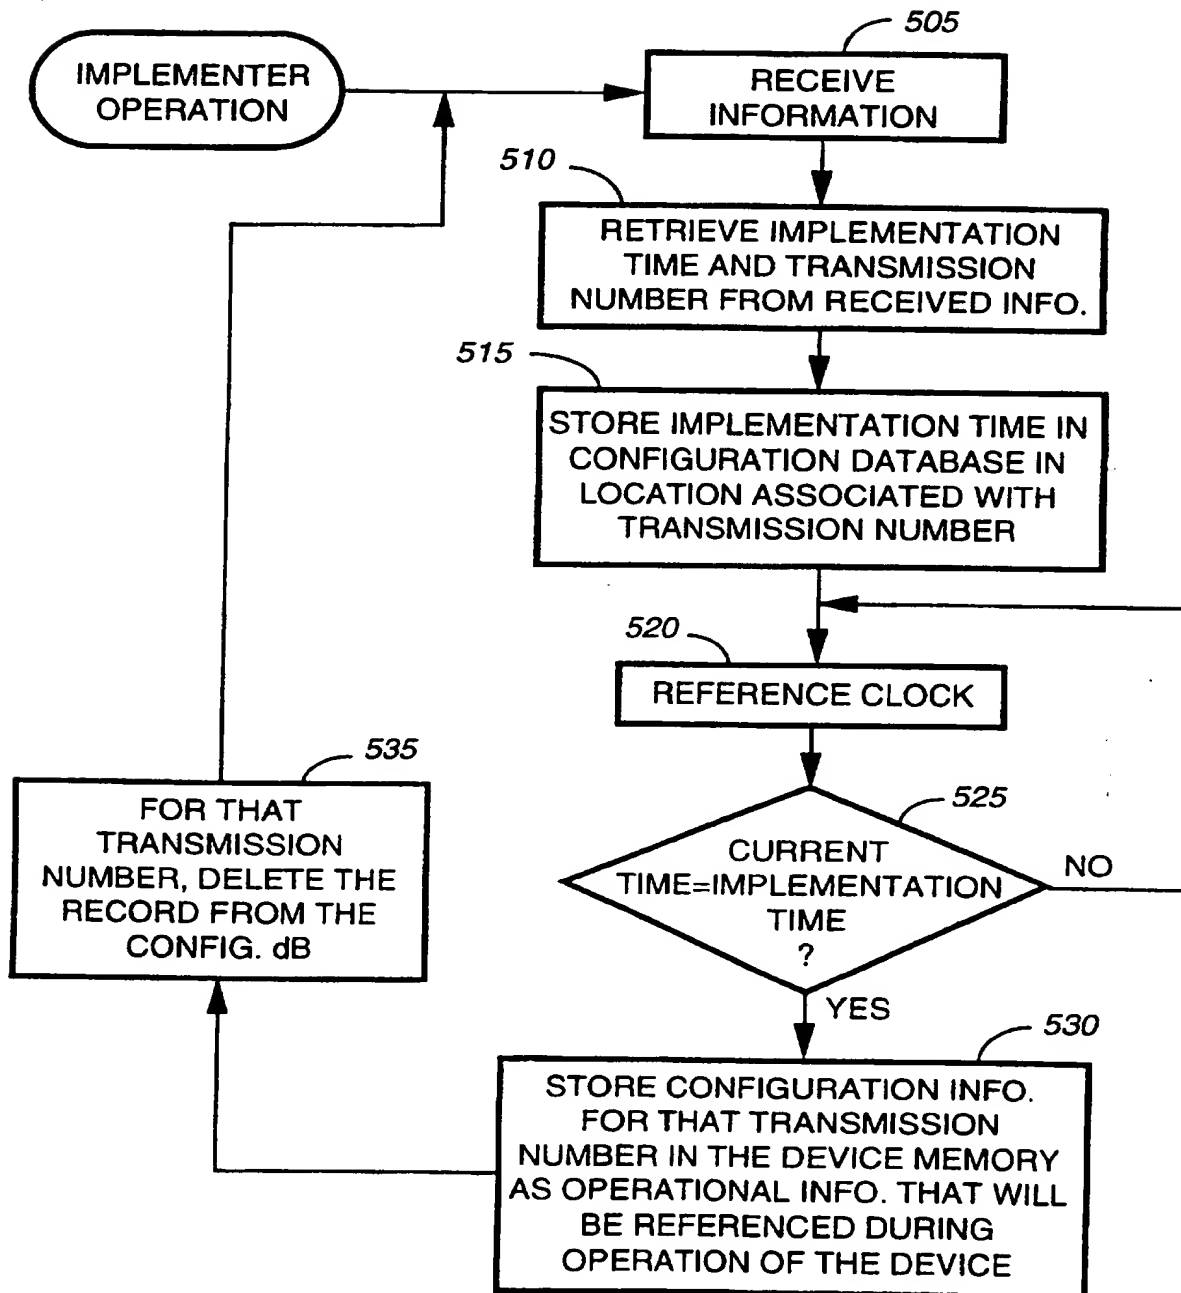 IMPLEMENTER
OPERATION
505
RECEIVE
INFORMATION
510
RETRIEVE IMPLEMENTATION
TIME AND TRANSMISSION
NUMBER FROM RECEIVED INFO.
515
STORE IMPLEMENTATION TIME IN
CONFIGURATION DATABASE IN
LOCATION ASSOCIATED WITH
TRANSMISSION NUMBER
520
REFERENCE CLOCK
525
CURRENT
TIME=IMPLEMENTATION
TIME
?
NO
YES
530
STORE CONFIGURATION INFO.
FOR THAT TRANSMISSION
NUMBER IN THE DEVICE MEMORY
AS OPERATIONAL INFO. THAT WILL
BE REFERENCED DURING
OPERATION OF THE DEVICE
535
FOR THAT
TRANSMISSION
NUMBER, DELETE THE
RECORD FROM THE
CONFIG. dB